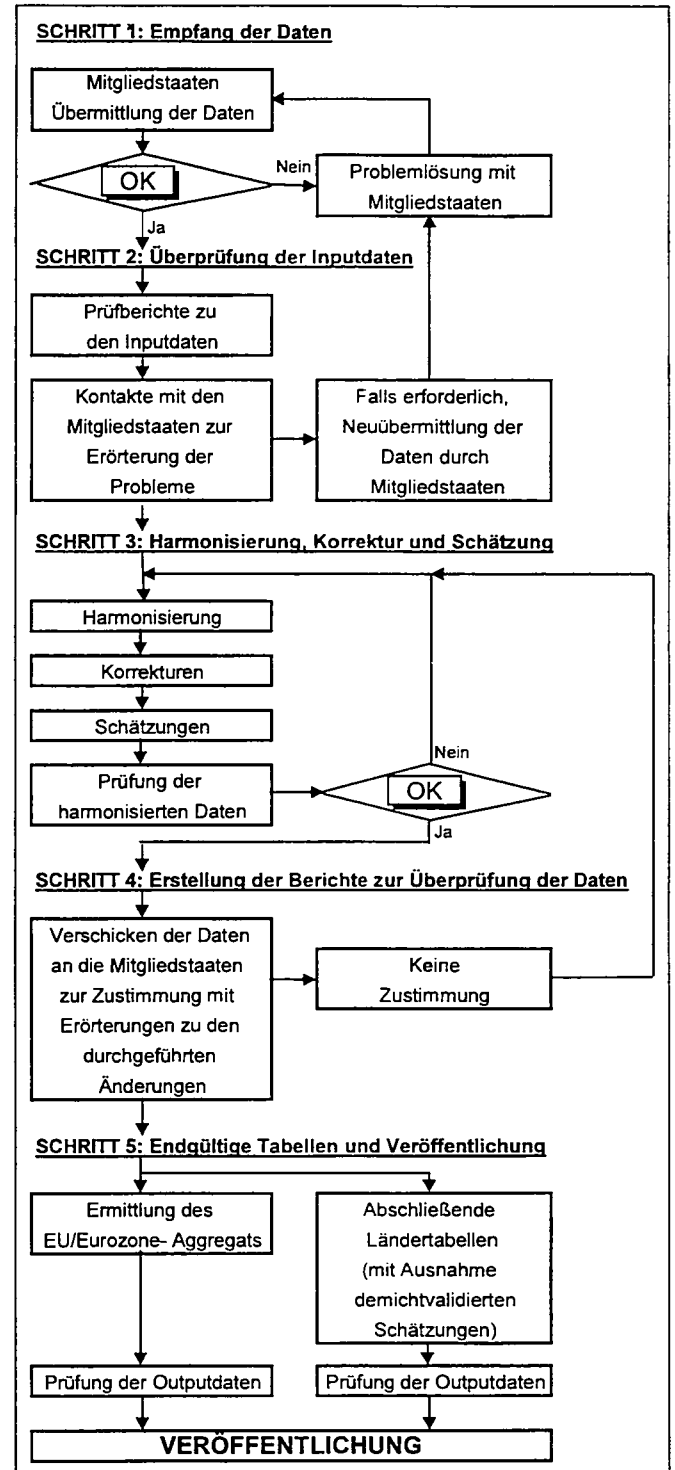 SCHRITT 1: Empfang der Daten
Mitgliedstaaten
Übermittlung der Daten
OK
Nein
Problemlösung mit
Mitgliedstaaten
Ja
SCHRITT 2: Überprüfung der Inputdaten
Prüfberichte zu
den Inputdaten
Kontakte mit den
Mitgliedstaaten zur
Erörterung der
Probleme
Falls erforderlich,
Neuübermittlung der
Daten durch
Mitgliedstaaten
SCHRITT 3: Harmonisierung, Korrektur und Schätzung
Harmonisierung
Korrekturen
Schätzungen
Prüfung der
harmonisierten Daten
Nein
OK
Ja
SCHRITT 4: Erstellung der Berichte zur Überprüfung der Daten
Verschicken der Daten
an die Mitgliedstaaten
zur Zustimmung mit
Erörterungen zu den
durchgeführten
Änderungen
Keine
Zustimmung
SCHRITT 5: Endgültige Tabellen und Veröffentlichung
Ermittlung des
EU/Eurozone- Aggregats
Abschließende
Ländertabellen
(mit Ausnahme
demichtvalidierten
Schätzungen)
Prüfung der Outputdaten
Prüfung der Outputdaten
VERÖFFENTLICHUNG